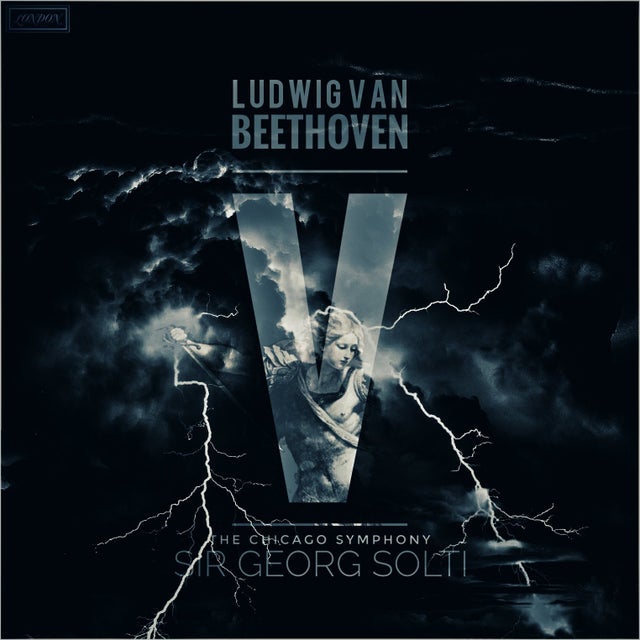 LONDON
LUDWIG VAN
BEETHOVEN
V
THE CHICAGO SYMPHONY
SIR GEORG SOLTI